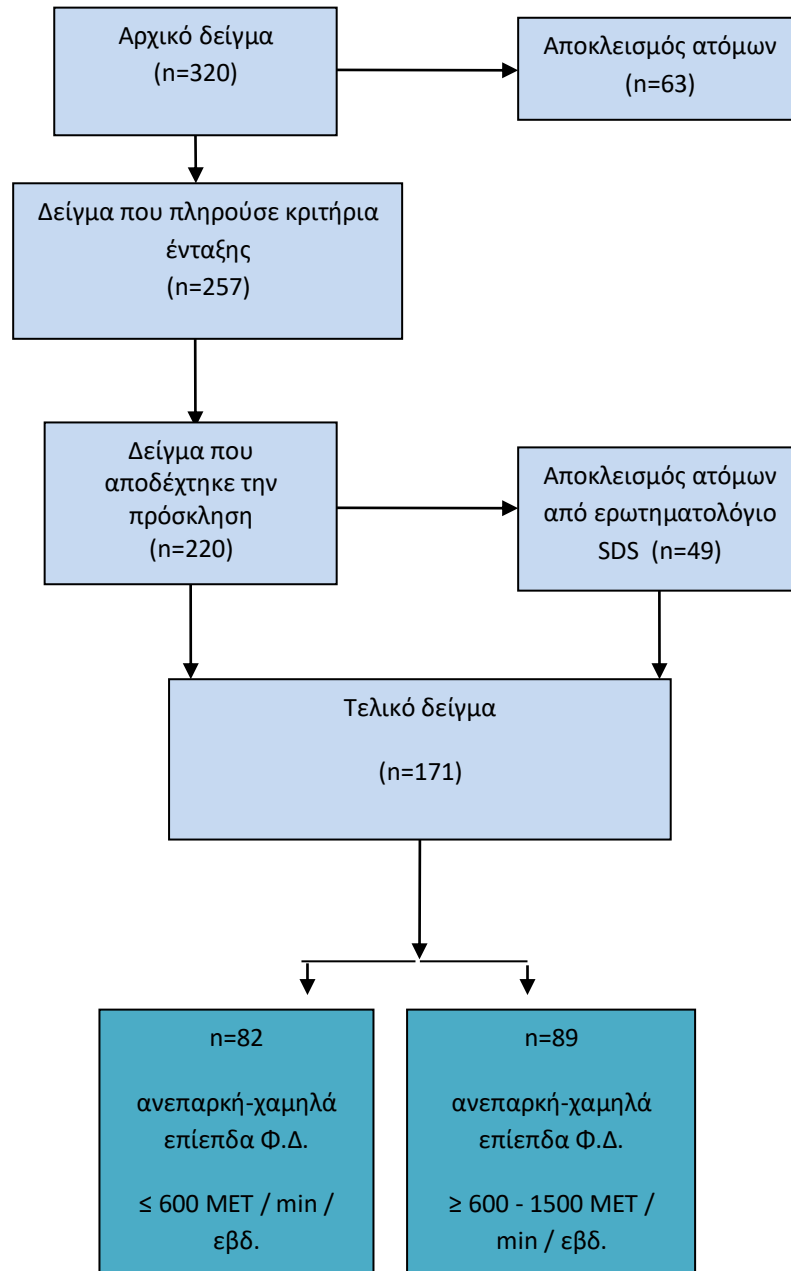 Αρχικό δείγμα
(n=320)
Αποκλεισμός ατόμων
(n=63)
Δείγμα που πληρούσε κριτήρια
ένταξης
(n=257)
Δείγμα που
αποδέχτηκε την
πρόσκληση
(n=220)
Αποκλεισμός ατόμων
από ερωτηματολόγιο
SDS (n=49)
Τελικό δείγμα
(n=171)
n=82
ανεπαρκή-χαμηλά
επίεπδα Φ.Δ.
≤ 600 MET / min /
εβδ.
n=89
ανεπαρκή-χαμηλά
επίεπδα Φ.Δ.
≥ 600 - 1500 MET /
min / εβδ.